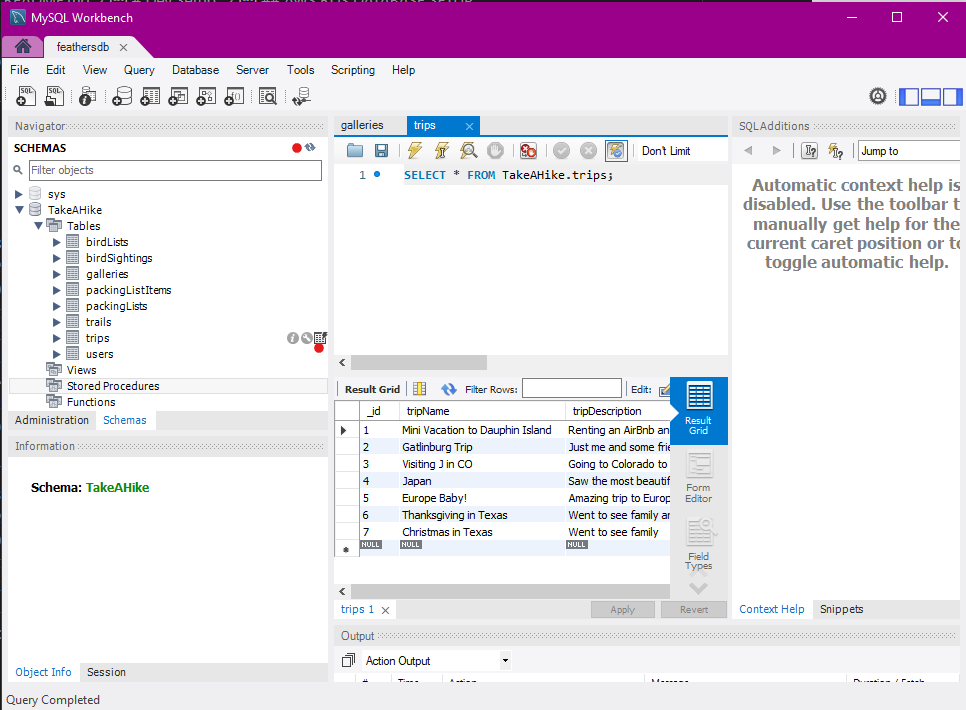 MySQL Workbench
feathersdb
File Edit View Query Database Server Tools Scripting Help
Navigator
SCHEMAS
Filter objects
sys
TakeAHike
Tables
birdLists
birdSightings
galleries
packingListItems
packingLists
trails
trips
users
Views
Stored Procedures
Functions
Administration Schemas
Information
Schema: TakeAHike
Object Info Session
galleries trips
Don't Limit
1 SELECT * FROM TakeAHike.trips;
Result Grid Filter Rows: Edit:
_id tripName tripDescription
1 Mini Vacation to Dauphin Island Renting an AirBnb an
2 Gatlinburg Trip Just me and some frie
3 Visiting J in CO Going to Colorado to
4 Japan Saw the most beautif
5 Europe Baby! Amazing trip to Europ
6 Thanksgiving in Texas Went to see family ar
7 Christmas in Texas Went to see family
NULL NULL NULL
Result
Grid
Form
Editor
Field
Types
trips 1 Apply Revert
SQLAdditions
Jump to
Automatic context help is
disabled. Use the toolbar t
manually get help for the
current caret position or to
toggle automatic help.
Context Help Snippets
Output
Action Output
# Time Action Message Duration / Fetch
Query Completed